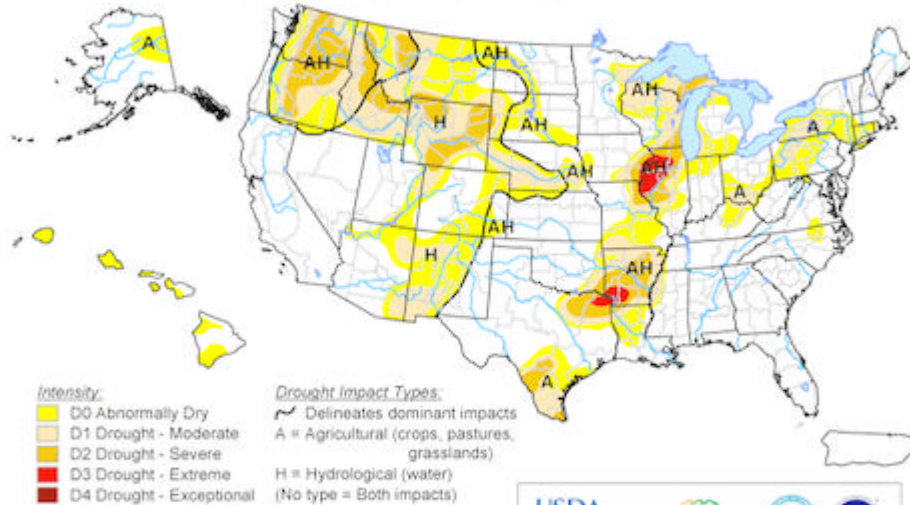 A
AH
AH
AH
H
AH
A
AH
AH
A
AH
H
AH
A
Intensity:
D0 Abnormally Dry
D1 Drought - Moderate
D2 Drought - Severe
D3 Drought - Extreme
D4 Drought - Exceptional
Drought Impact Types:
Delineates dominant impacts
A = Agricultural (crops, pastures,
grasslands)
H = Hydrological (water)
(No type = Both impacts)
USDA